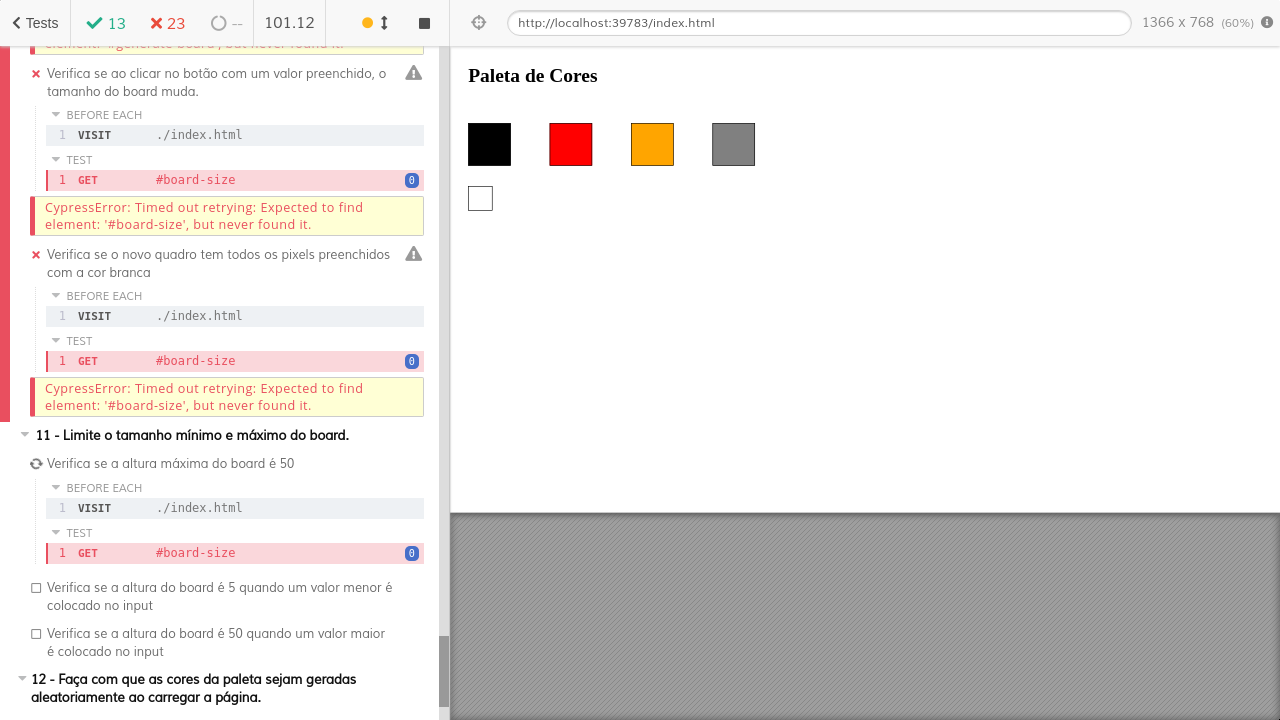 Tests
13
23
--
101.12
http://localhost:39783/index.html
1366 x 768 (60%)
element: '#generate-board', but never found it.
Verifica se ao clicar no botão com um valor preenchido, o
tamanho do board muda.
BEFORE EACH
1 VISIT ./index.html
TEST
1 GET #board-size 0
CypressError: Timed out retrying: Expected to find
element: '#board-size', but never found it.
Verifica se o novo quadro tem todos os pixels preenchidos
com a cor branca
BEFORE EACH
1 VISIT ./index.html
TEST
1 GET #board-size 0
CypressError: Timed out retrying: Expected to find
element: '#board-size', but never found it.
11 - Limite o tamanho mínimo e máximo do board.
Verifica se a altura máxima do board é 50
BEFORE EACH
1 VISIT ./index.html
TEST
1 GET #board-size 0
Verifica se a altura do board é 5 quando um valor menor é
colocado no input
Verifica se a altura do board é 50 quando um valor maior
é colocado no input
12 - Faça com que as cores da paleta sejam geradas
aleatoriamente ao carregar a página.
Paleta de Cores